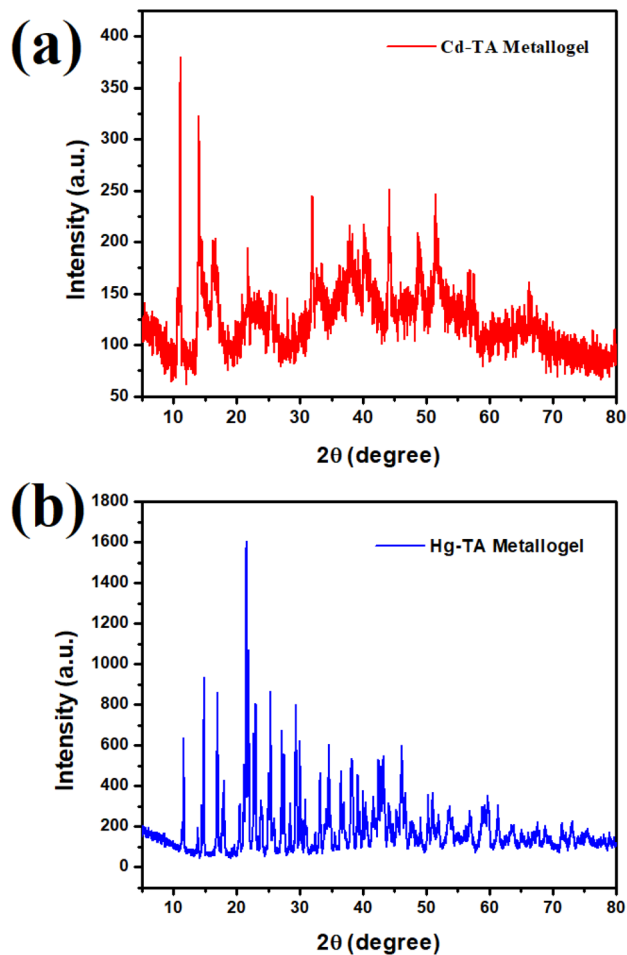 (a)
Cd-TA Metallogel
Intensity (a.u.)
400
350
300
250
200
150
100
50
10 20 30 40 50 60 70 80
2θ (degree)
(b)
Hg-TA Metallogel
Intensity (a.u.)
1800
1600
1400
1200
1000
800
600
400
200
0
10 20 30 40 50 60 70 80
2θ (degree)